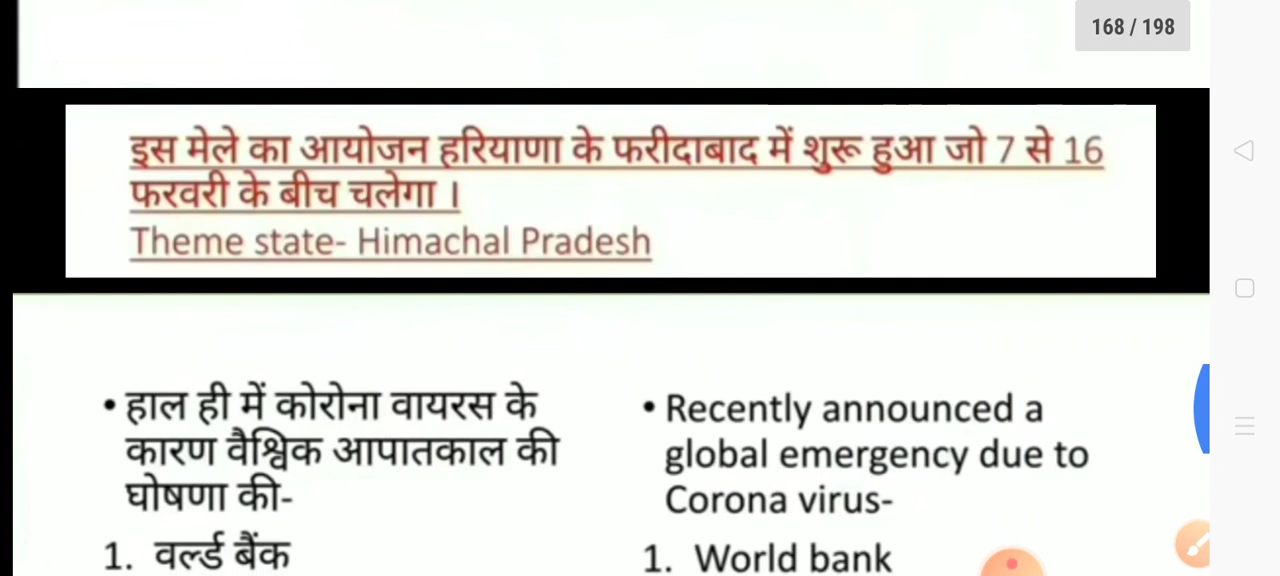 168 / 198
इस मेले का आयोजन हरियाणा के फरीदाबाद में शुरू हुआ जो 7 से 16
फरवरी के बीच चलेगा ।
Theme state- Himachal Pradesh
• हाल ही में कोरोना वायरस के
कारण वैश्विक आपातकाल की
घोषणा की-
1. वर्ल्ड बैंक
• Recently announced a
global emergency due to
Corona virus-
1. World bank